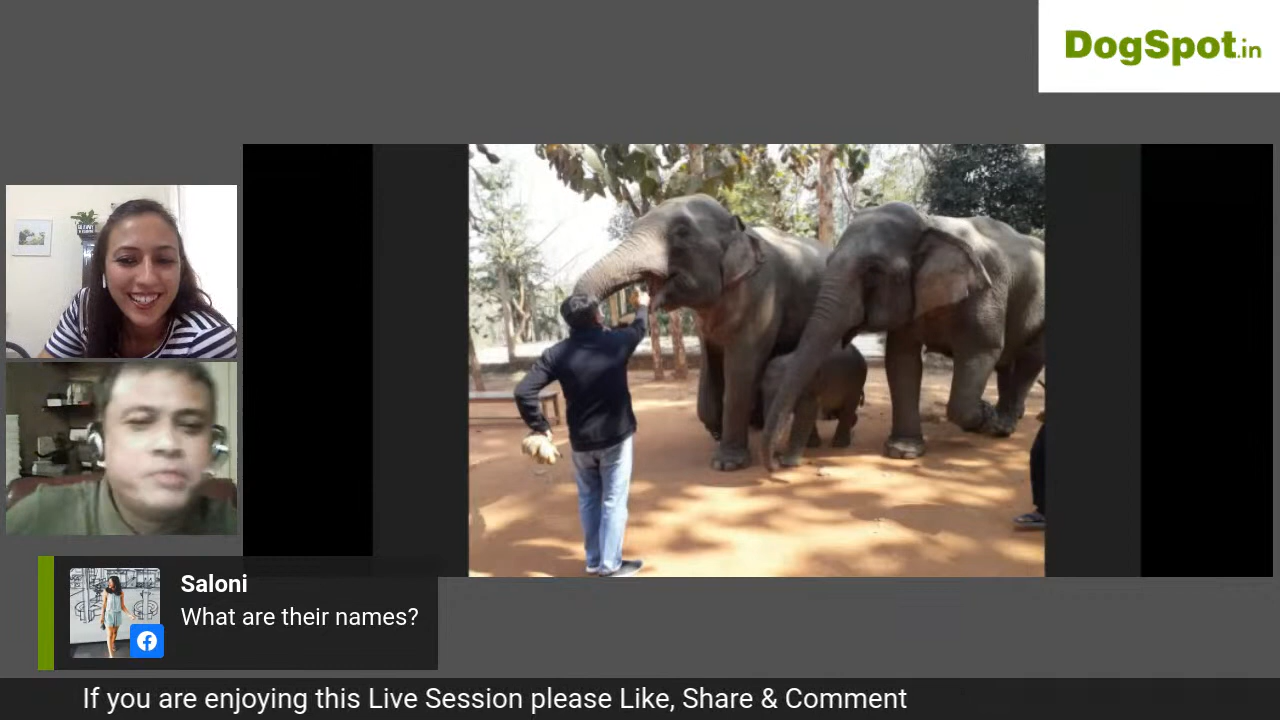 DogSpot.in
Saloni
What are their names?
If you are enjoying this Live Session please Like, Share & Comment